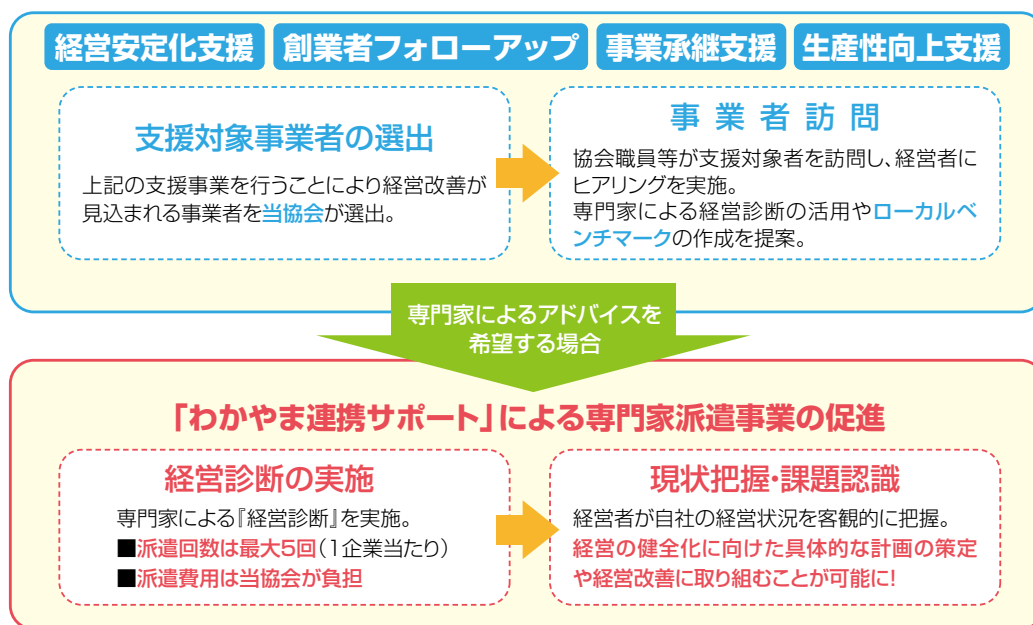 経営安定化支援 創業者フォローアップ 事業承継支援 生産性向上支援
支援対象事業者の選出
上記の支援事業を行うことにより経営改善が
見込まれる事業者を当協会が選出。
事業者訪問
協会職員等が支援対象者を訪問し、経営者に
ヒアリングを実施。
専門家による経営診断の活用やローカルベ
ンチマークの作成を提案。
専門家によるアドバイスを
希望する場合
「わかやま連携サポート」による専門家派遣事業の促進
経営診断の実施
専門家による『経営診断』を実施。
■派遣回数は最大5回(1企業当たり)
■派遣費用は当協会が負担
現状把握・課題認識
経営者が自社の経営状況を客観的に把握。
経営の健全化に向けた具体的な計画の策定
や経営改善に取り組むことが可能に!